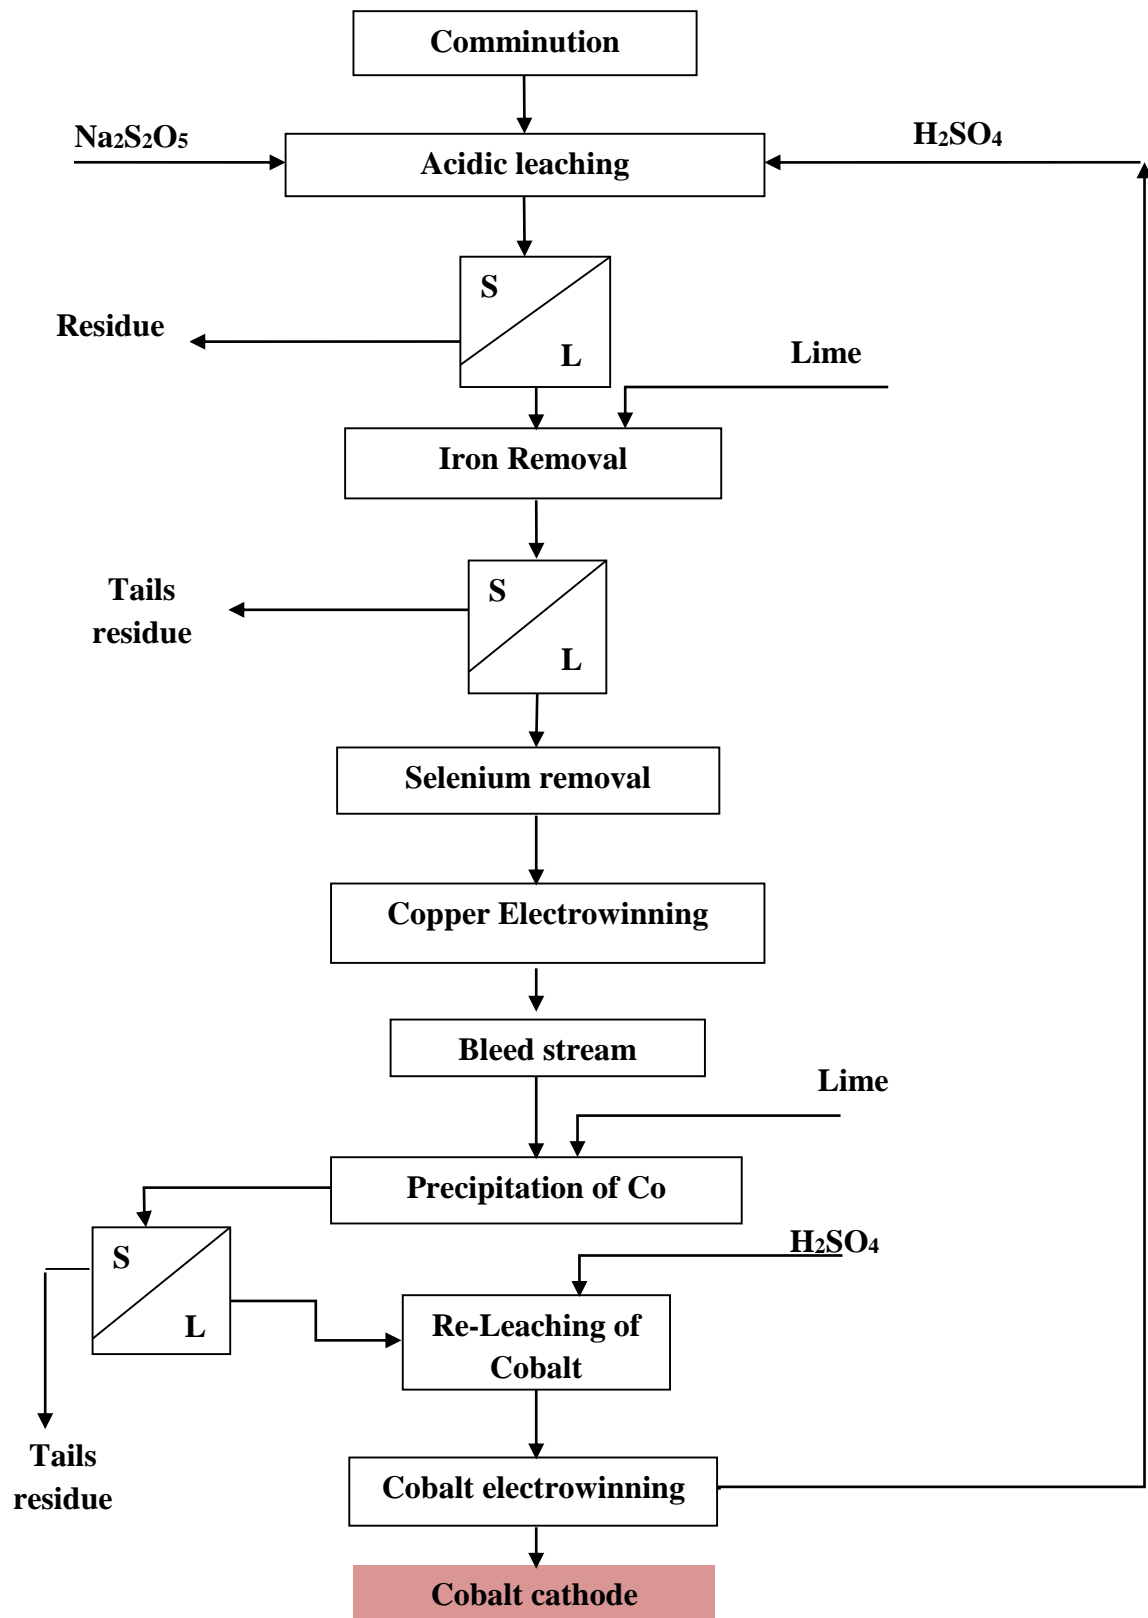 Comminution
Na₂S₂O₅
H₂SO₄
Acidic leaching
S
L
Residue
Lime
Iron Removal
S
L
Tails
residue
Selenium removal
Copper Electrowinning
Bleed stream
Lime
Precipitation of Co
S
L
H₂SO₄
Re-Leaching of
Cobalt
Tails
residue
Cobalt electrowinning
Cobalt cathode